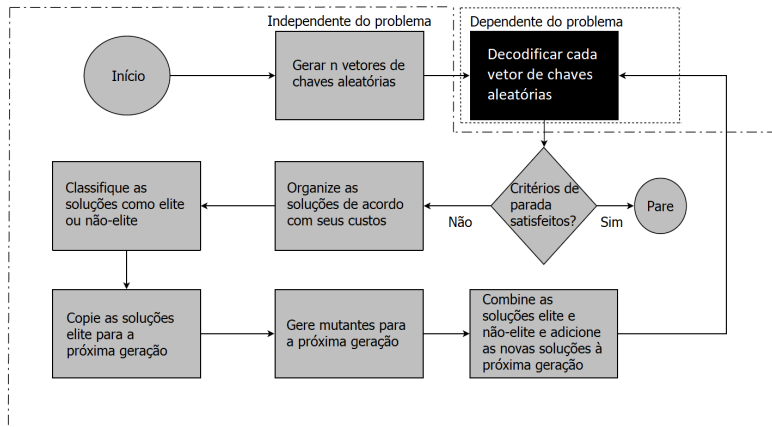 Independente do problema
Dependente do problema
Início
Gerar n vetores de
chaves aleatórias
Decodificar cada
vetor de chaves
aleatórias
Classifique as
soluções como elite
ou não-elite
Organize as
soluções de acordo
com seus custos
Não
Critérios de
parada
satisfeitos?
Sim
Pare
Copie as soluções
elite para a
próxima geração
Gere mutantes para
a próxima geração
Combine as
soluções elite e
não-elite e adicione
as novas soluções à
próxima geração